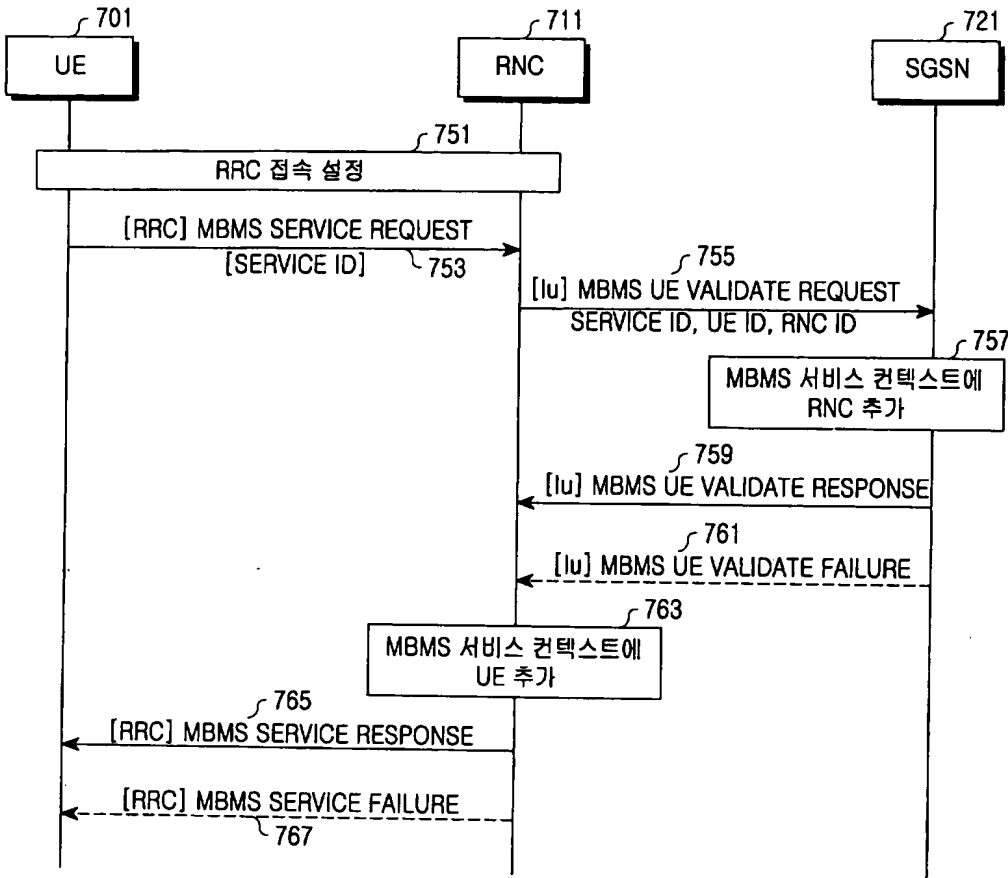 701
UE
711
RNC
721
SGSN
751
RRC 접속 설정
[RRC] MBMS SERVICE REQUEST
[SERVICE ID]
753
755
[Iu] MBMS UE VALIDATE REQUEST
SERVICE ID, UE ID, RNC ID
757
MBMS 서비스 컨텍스트에
RNC 추가
759
[Iu] MBMS UE VALIDATE RESPONSE
761
[Iu] MBMS UE VALIDATE FAILURE
763
MBMS 서비스 컨텍스트에
UE 추가
765
[RRC] MBMS SERVICE RESPONSE
[RRC] MBMS SERVICE FAILURE
767